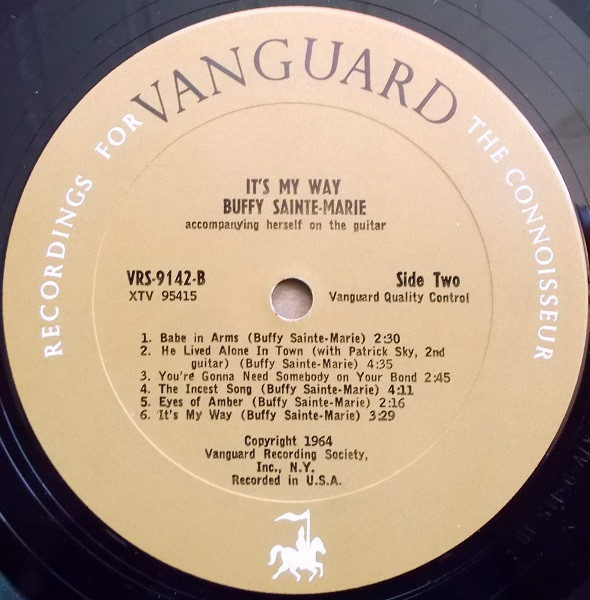 RECORDINGS FOR VANGUARD THE CONNOISSEUR
IT'S MY WAY
BUFFY SAINTE-MARIE
accompanying herself on the guitar
VRS-9142-B Side Two
XTV 95415 Vanguard Quality Control
1. Babe in Arms (Buffy Sainte-Marie) 2:30
2. He Lived Alone In Town (with Patrick Sky, 2nd
guitar) (Buffy Sainte-Marie) 4:35
3. You're Gonna Need Somebody on Your Bond 2:45
4. The Incest Song (Buffy Sainte-Marie) 4:11
5. Eyes of Amber (Buffy Sainte-Marie) 2:16
6. It's My Way (Buffy Sainte-Marie) 3:29
Copyright 1964
Vanguard Recording Society,
Inc., N.Y.
Recorded in U.S.A.